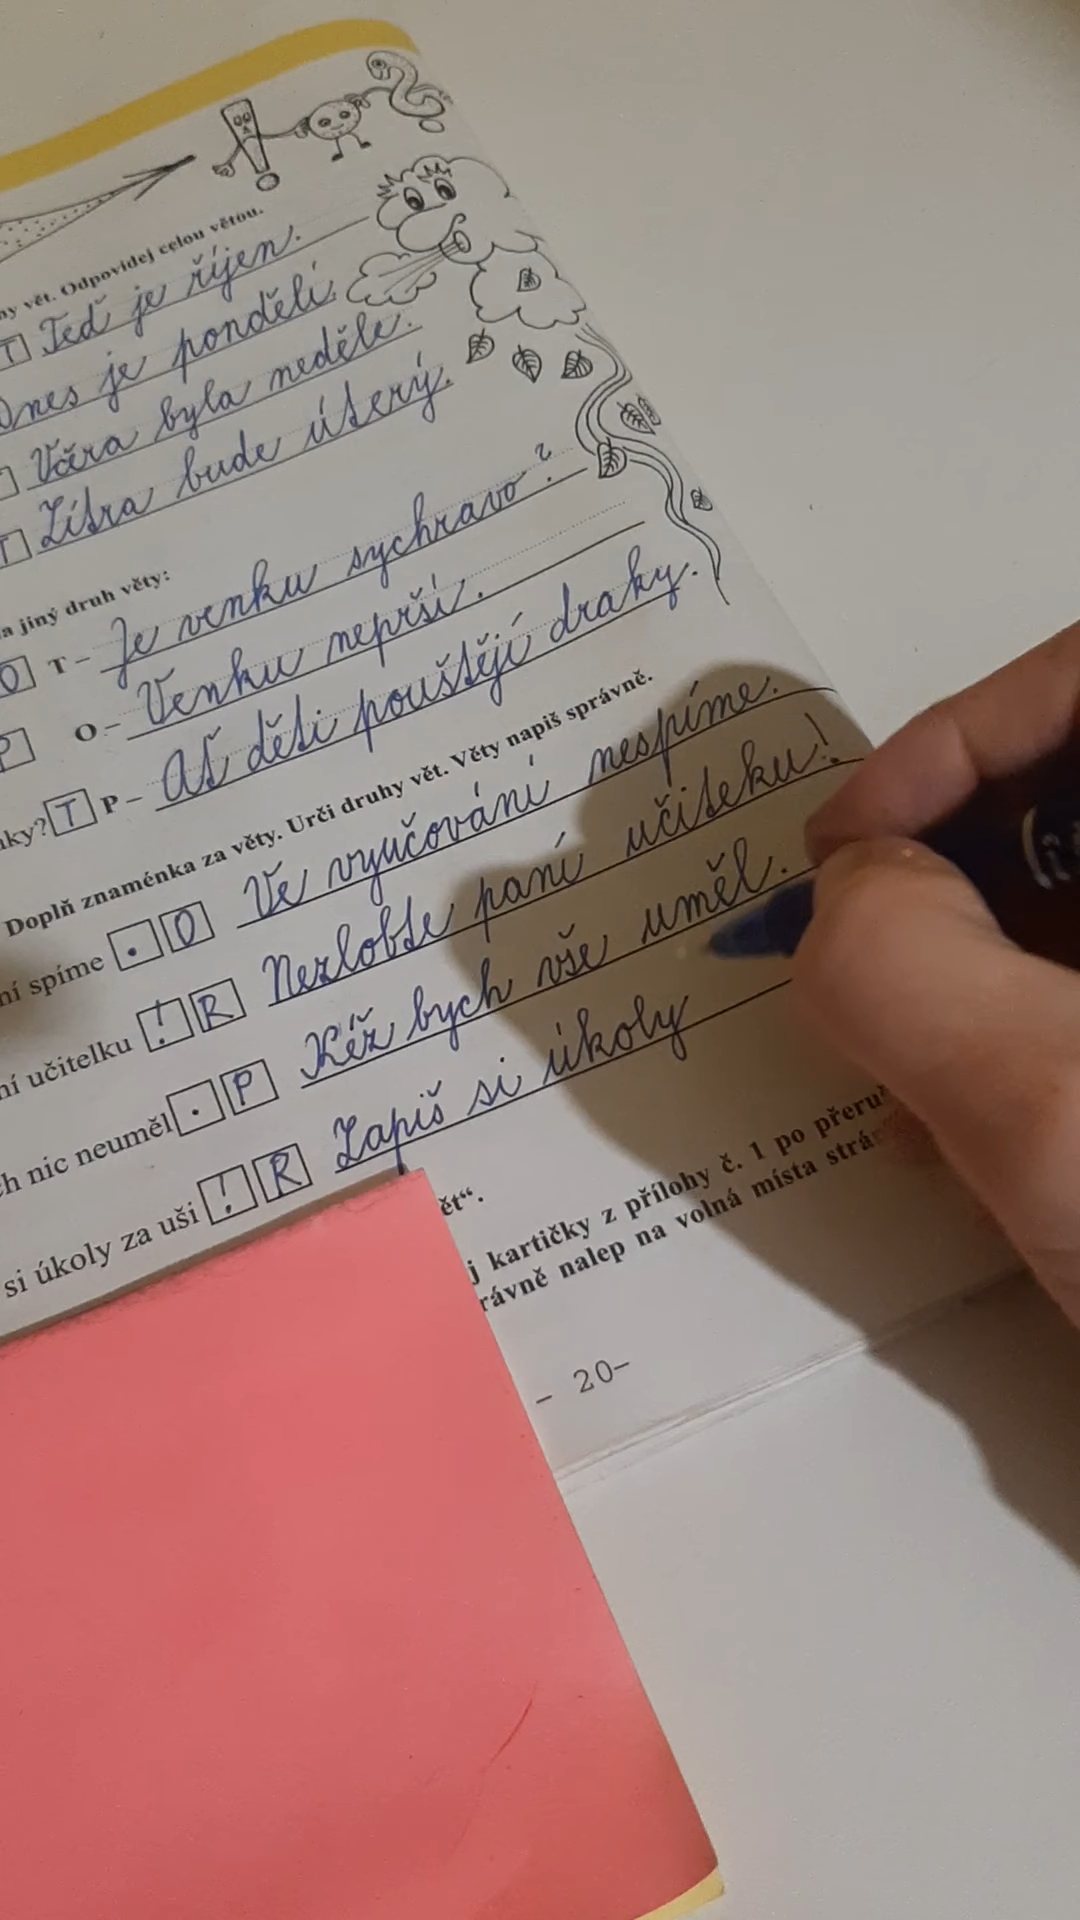 vět. Odpovídej celou větou.
T Teď je říjen.
Dnes je pondělí.
Včera byla neděle.
T Zítra bude úterý.
a jiný druh věty:
O T – Je venku sychravo?
P O – Venku neprší.
T P – Ať děti pouštějí draky.
Doplň znaménka za věty. Urči druhy vět. Věty napiš správně.
spíme . O Ve vyučování nespíme.
učitelku ! R Nezlobte paní učiteku!
nic neuměl . P Kéž bych vše uměl.
si úkoly za uši ! R Zapiš si úkoly
ět“.
j kartičky z přílohy č. 1 po
nalep na volná místa
– 20–